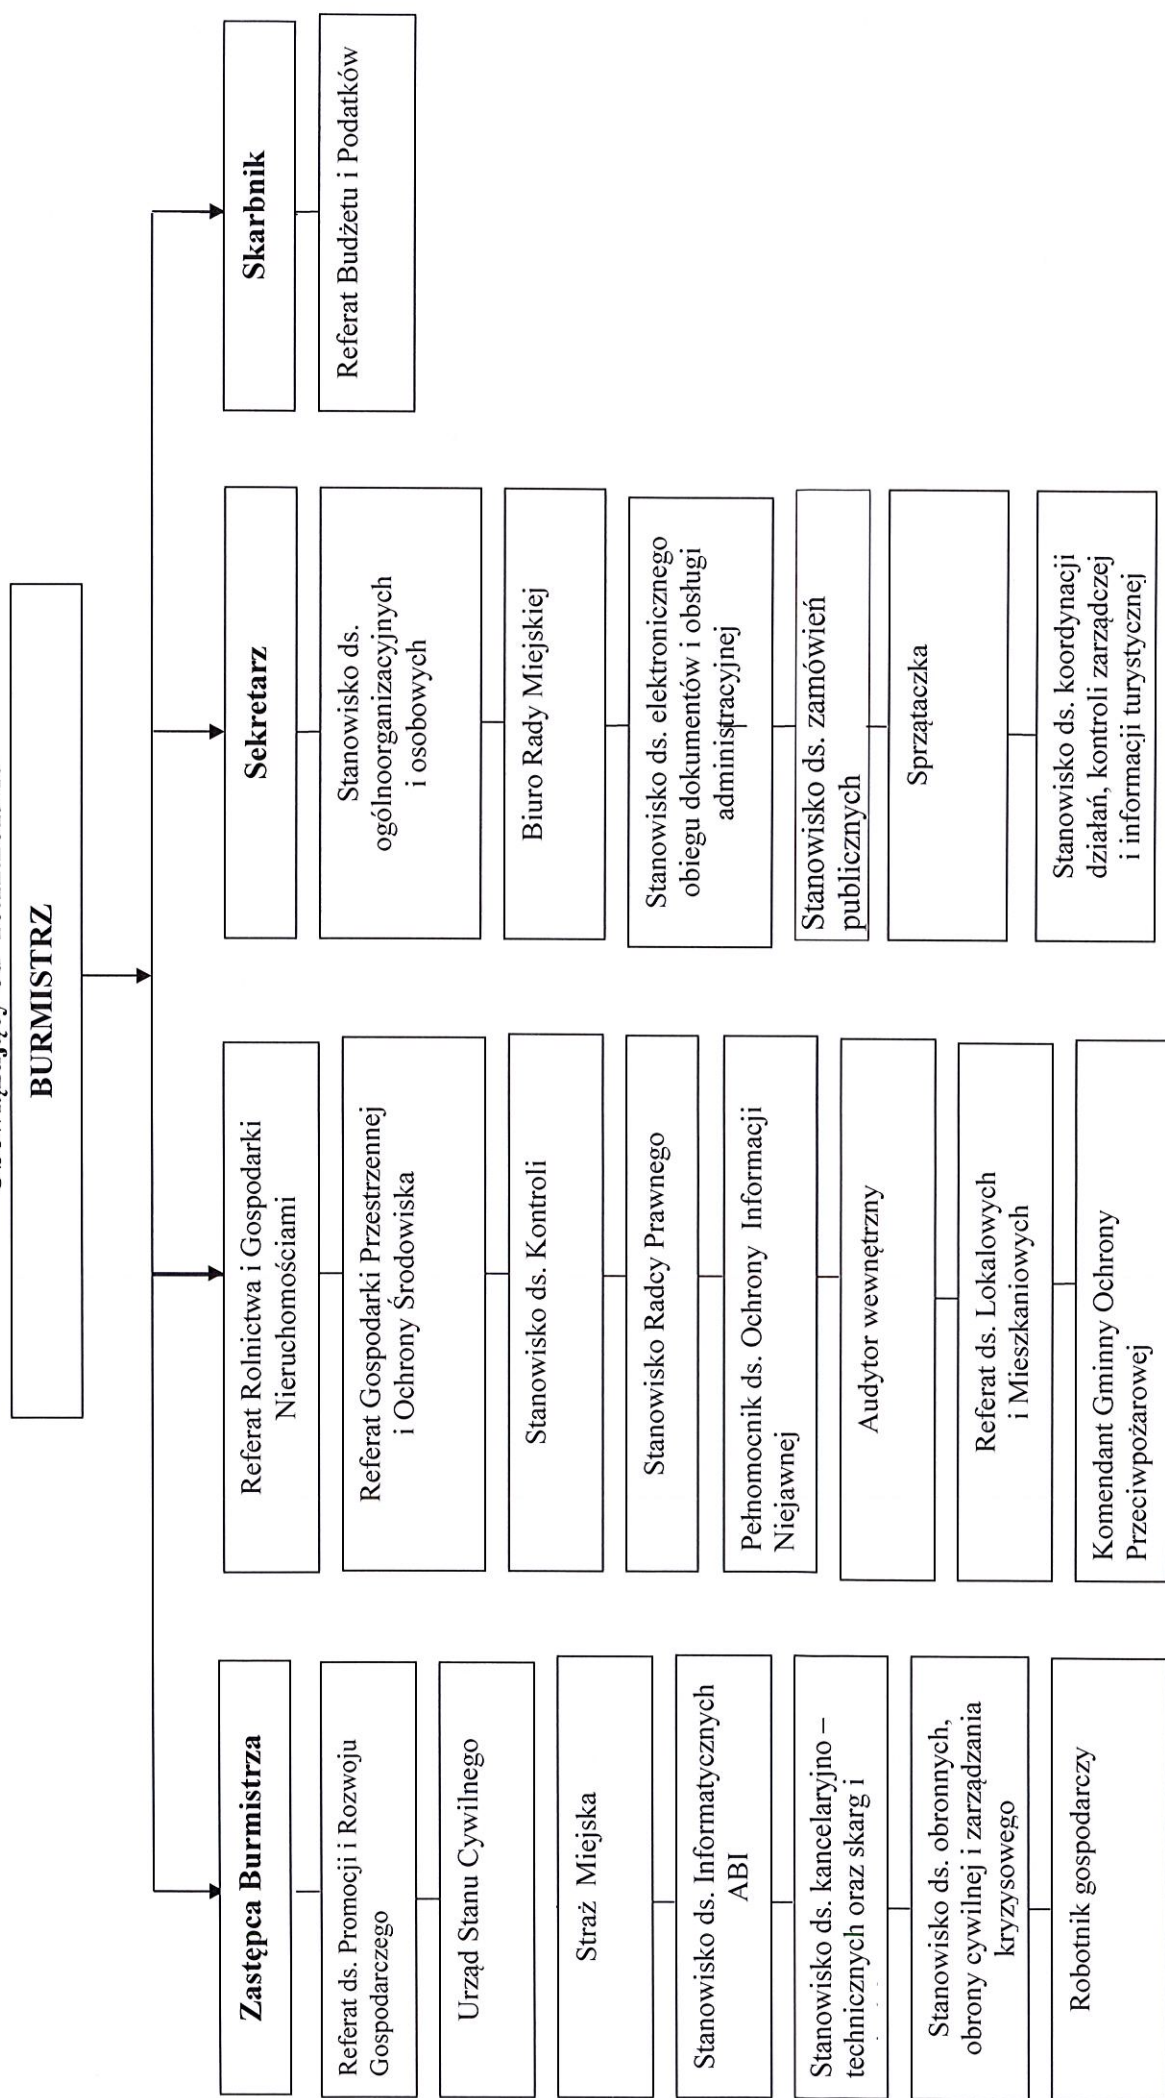 BURMISTRZ
Zastępca Burmistrza
Referat ds. Promocji i Rozwoju
Gospodarczego
Urząd Stanu Cywilnego
Straż Miejska
Stanowisko ds. Informatycznych
ABI
Stanowisko ds. kancelaryjno –
technicznych oraz skarg i
Stanowisko ds. obronnych,
obrony cywilnej i zarządzania
kryzysowego
Robotnik gospodarczy
Referat Rolnictwa i Gospodarki
Nieruchomościami
Referat Gospodarki Przestrzennej
i Ochrony Środowiska
Stanowisko ds. Kontroli
Stanowisko Radcy Prawnego
Pełnomocnik ds. Ochrony Informacji
Niejawnej
Audytor wewnętrzny
Referat ds. Lokalowych
i Mieszkaniowych
Komendant Gminny Ochrony
Przeciwpożarowej
Sekretarz
Stanowisko ds.
ogólnoorganizacyjnych
i osobowych
Biuro Rady Miejskiej
Stanowisko ds. elektronicznego
obiegu dokumentów i obsługi
administracyjnej
Stanowisko ds. zamówień
publicznych
Sprzątaczka
Stanowisko ds. koordynacji
działań, kontroli zarządczej
i informacji turystycznej
Skarbnik
Referat Budżetu i Podatków